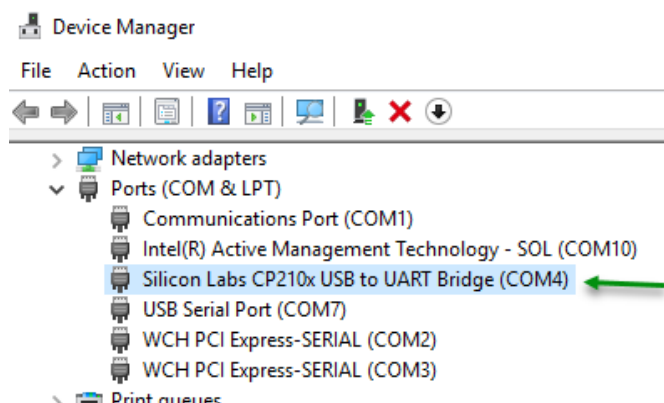 Device Manager
File Action View Help
Network adapters
Ports (COM & LPT)
Communications Port (COM1)
Intel(R) Active Management Technology - SOL (COM10)
Silicon Labs CP210x USB to UART Bridge (COM4)
USB Serial Port (COM7)
WCH PCI Express-SERIAL (COM2)
WCH PCI Express-SERIAL (COM3)
Print queues